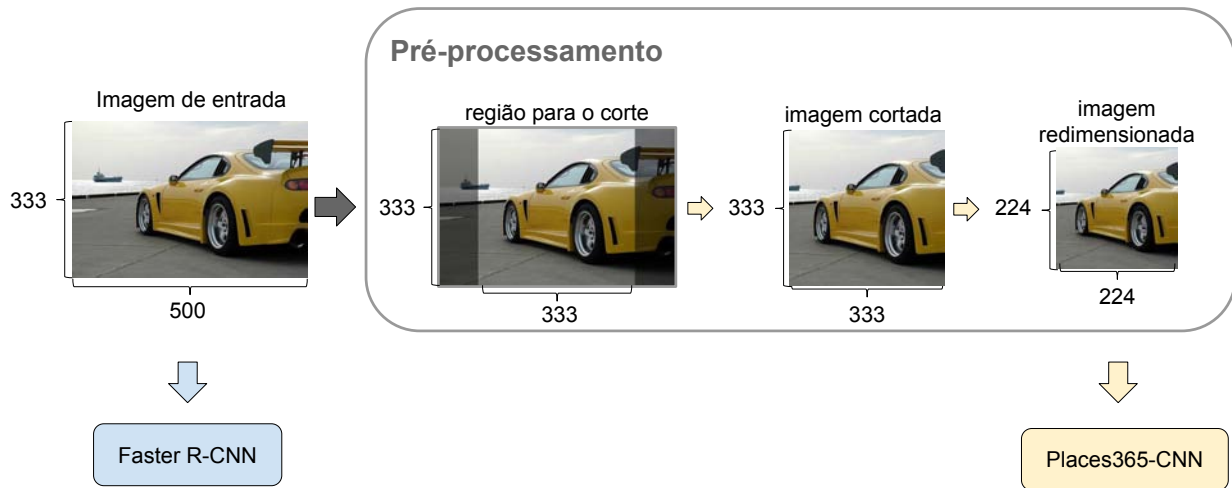 Pré-processamento
Imagem de entrada
333
500
região para o corte
333
333
imagem cortada
333
333
imagem
redimensionada
224
224
Faster R-CNN
Places365-CNN